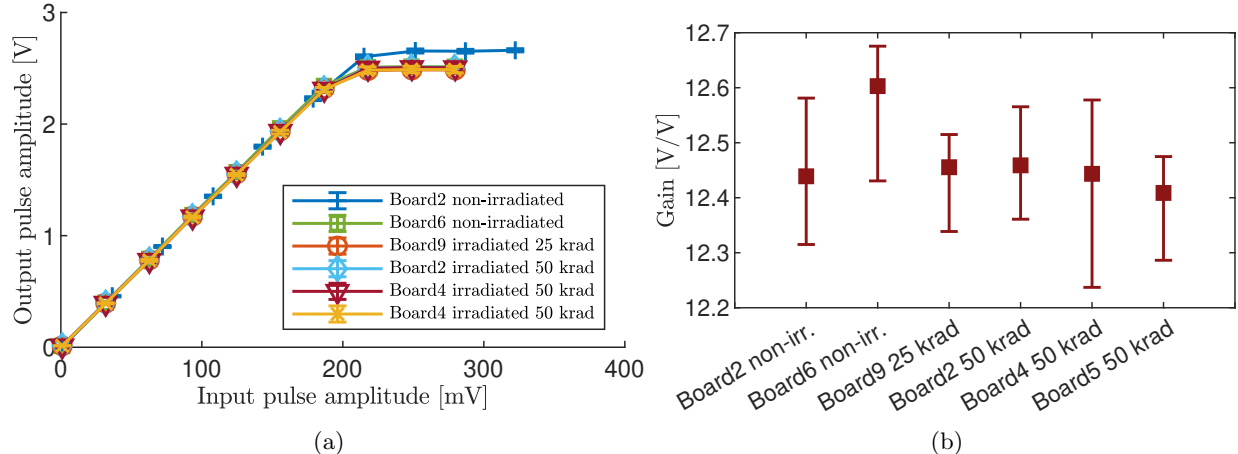 3
2
1
0
Output pulse amplitude [V]
0
100
200
300
400
Input pulse amplitude [mV]
Board2 non-irradiated
Board6 non-irradiated
Board9 irradiated 25 krad
Board2 irradiated 50 krad
Board4 irradiated 50 krad
Board4 irradiated 50 krad
(a)
12.7
12.6
12.5
12.4
12.3
12.2
Gain [V/V]
Board2 non-irr.
Board6 non-irr.
Board9 25 krad
Board2 50 krad
Board4 50 krad
Board5 50 krad
(b)